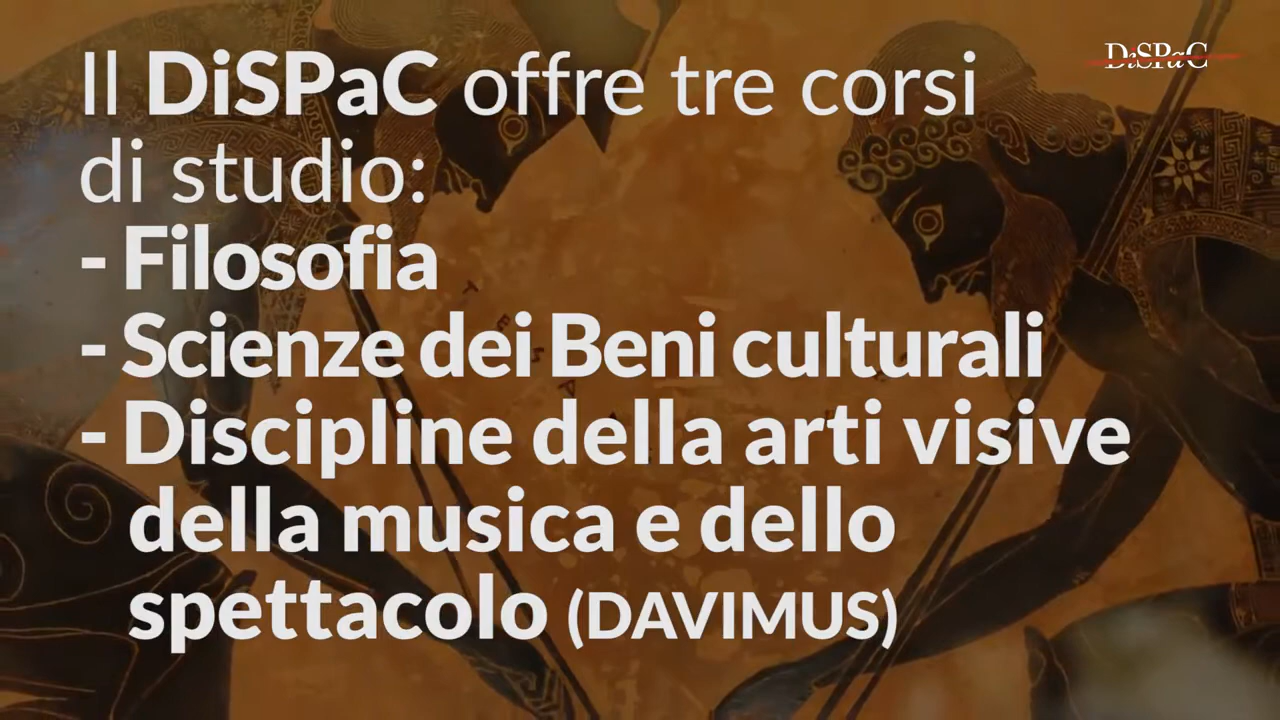 Il DiSPaC offre tre corsi
di studio:
- Filosofia
- Scienze dei Beni culturali
- Discipline della arti visive
della musica e dello
spettacolo (DAVIMUS)
DiSPaC